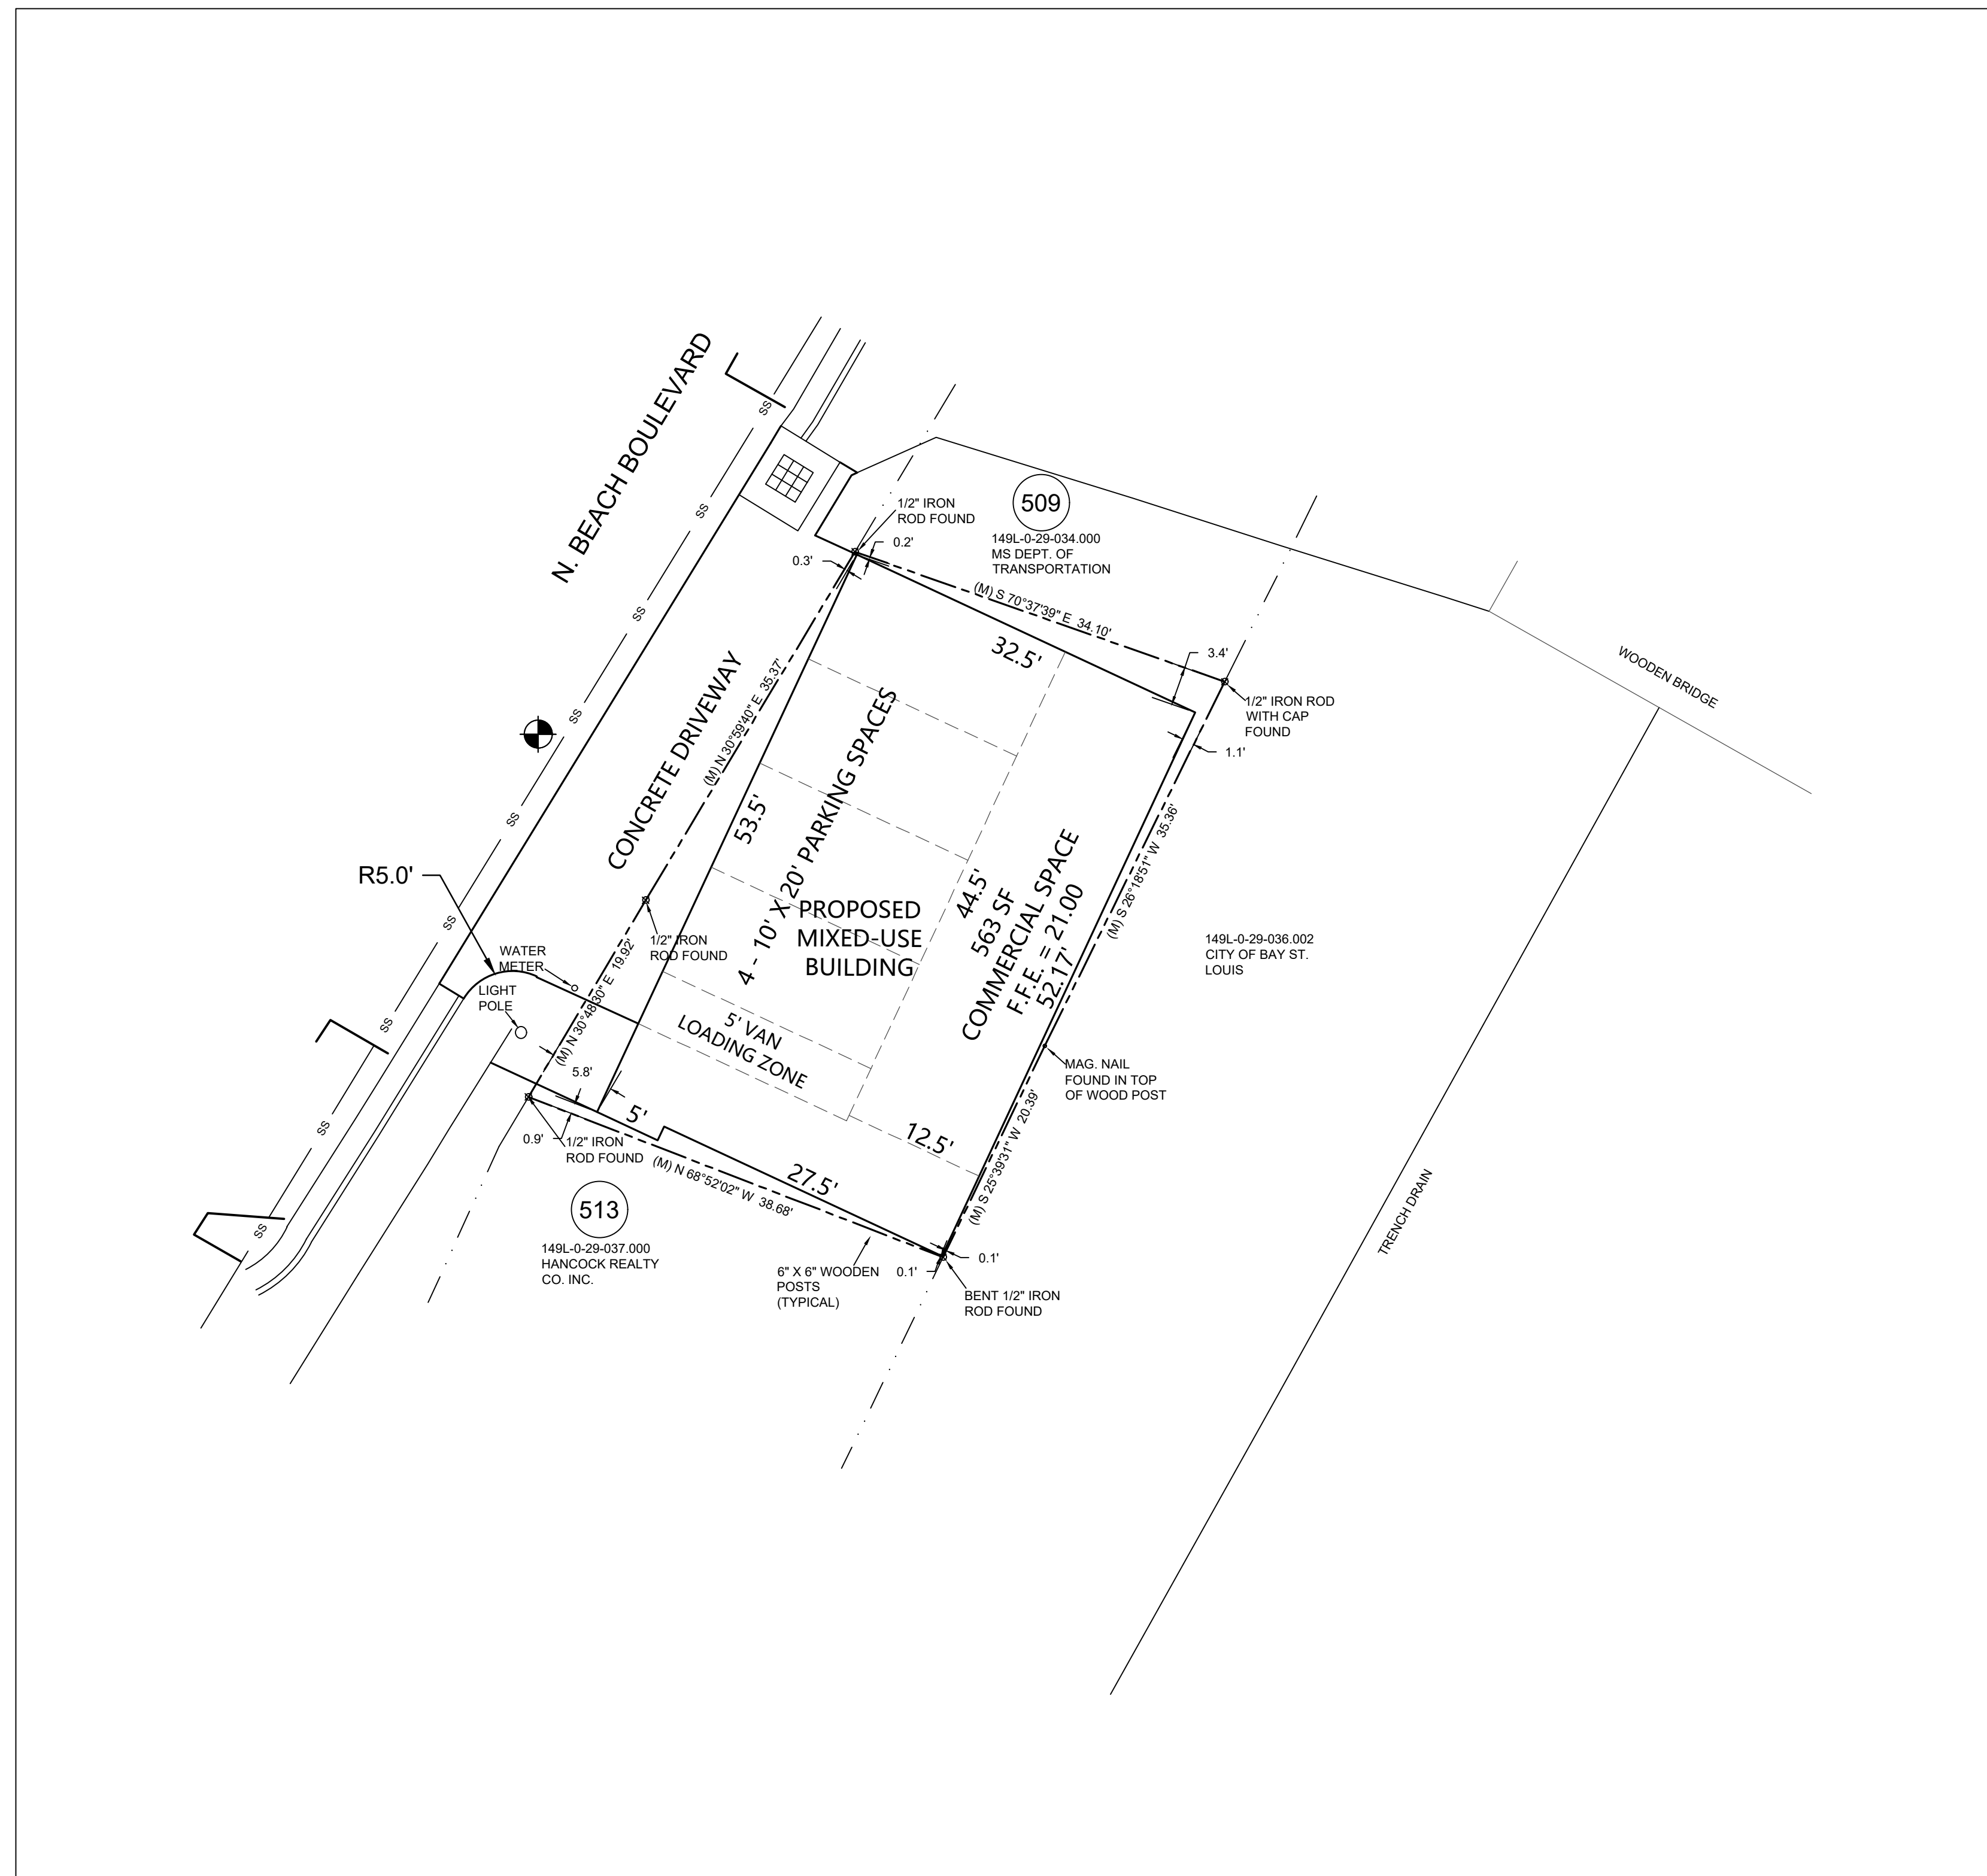 N. BEACH BOULEVARD
SS
SS
SS
SS
SS
SS
SS
SS
SS
1/2" IRON
ROD FOUND
509
149L-0-29-034.000
MS DEPT. OF
TRANSPORTATION
0.2'
0.3'
(M) S 70°37'39" E 34.10'
32.5'
3.4'
1/2" IRON ROD
WITH CAP
FOUND
1.1'
WOODEN BRIDGE
CONCRETE DRIVEWAY
(M) N 30°59'40" E 35.37'
53.5'
4 - 10' X 20' PARKING SPACES
PROPOSED
MIXED-USE
BUILDING
44.5'
563 SF
COMMERCIAL SPACE
F.F.E. = 21.00
52.17'
(M) S 26°18'51" W 35.36'
149L-0-29-036.002
CITY OF BAY ST.
LOUIS
R5.0'
WATER
METER
LIGHT
POLE
1/2" IRON
ROD FOUND
(M) N 30°48'30" E 19.92'
5' VAN
LOADING ZONE
MAG. NAIL
FOUND IN TOP
OF WOOD POST
5.8'
5'
0.9'
1/2" IRON
ROD FOUND
12.5'
27.5'
(M) S 25°39'31" W 20.39'
(M) N 68°52'02" W 38.68'
513
149L-0-29-037.000
HANCOCK REALTY
CO. INC.
6" X 6" WOODEN
POSTS
(TYPICAL)
0.1'
0.1'
BENT 1/2" IRON
ROD FOUND
TRENCH DRAIN